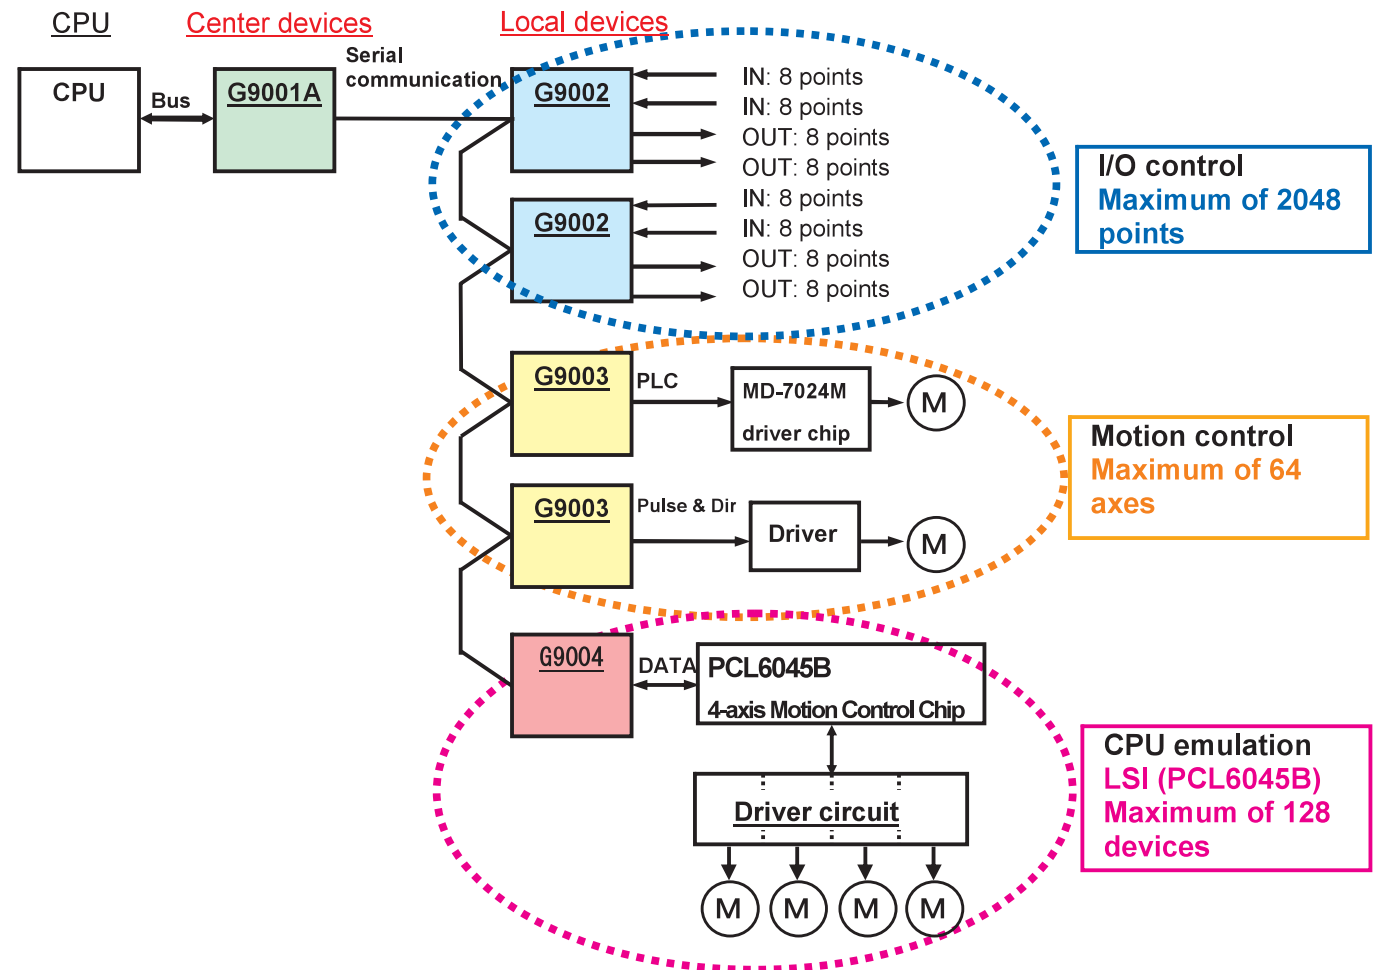 CPU
Center devices
Local devices
CPU
Bus
G9001A
Serial
communication
G9002
IN: 8 points
IN: 8 points
OUT: 8 points
OUT: 8 points
G9002
IN: 8 points
IN: 8 points
OUT: 8 points
OUT: 8 points
I/O control
Maximum of 2048
points
G9003
PLC
MD-7024M
driver chip
M
Motion control
Maximum of 64
axes
G9003
Pulse & Dir
Driver
M
G9004
DATA
PCL6045B
4-axis Motion Control Chip
Driver circuit
M
M
M
M
CPU emulation
LSI (PCL6045B)
Maximum of 128
devices